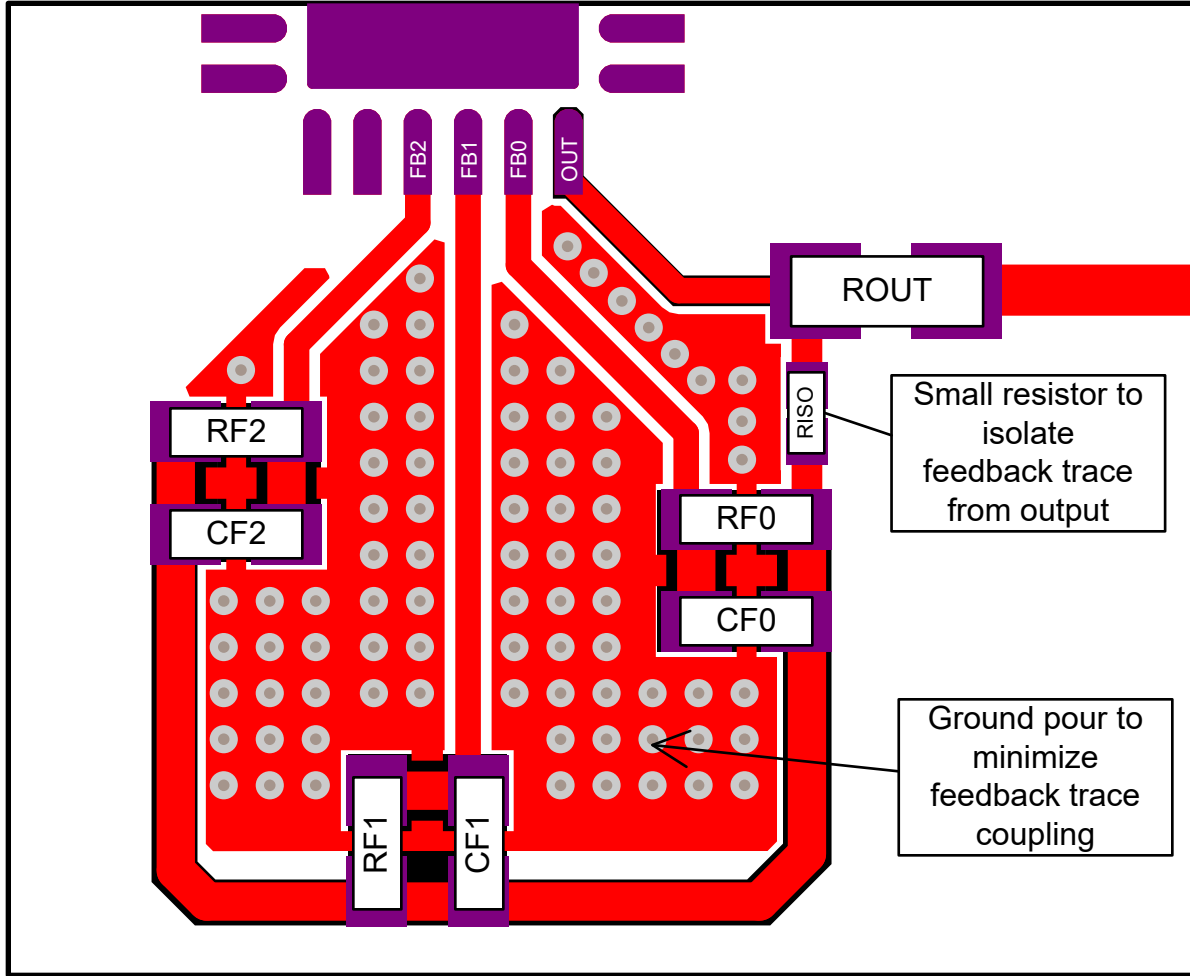 FB2
FB1
FB0
OUT
ROUT
RISO
Small resistor to
isolate
feedback trace
from output
RF2
CF2
RF0
CF0
Ground pour to
minimize
feedback trace
coupling
RF1
CF1